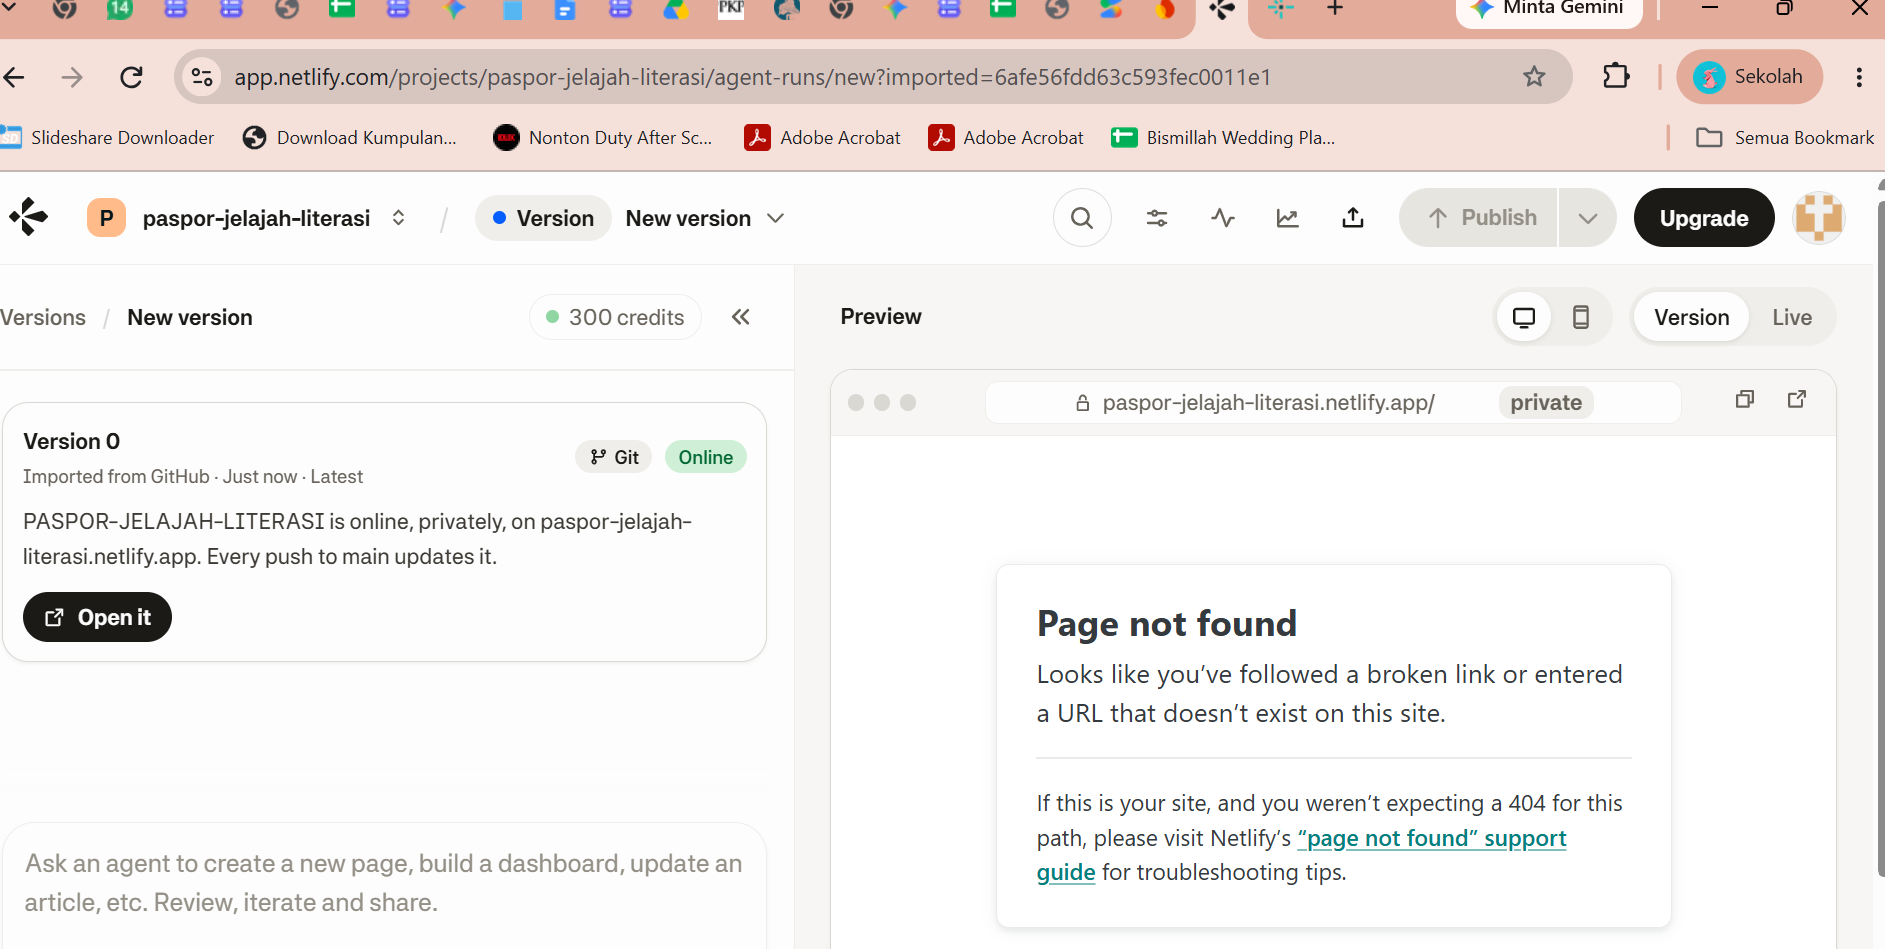 14
PKP
Minta Gemini
app.netlify.com/projects/paspor-jelajah-literasi/agent-runs/new?imported=6afe56fdd63c593fec0011e1
Sekolah
SD
Slideshare Downloader
Download Kumpulan...
Nonton Duty After Sc...
Adobe Acrobat
Adobe Acrobat
Bismillah Wedding Pla...
Semua Bookmark
P
paspor-jelajah-literasi
/
Version
New version
Publish
Upgrade
Versions / New version
300 credits
Preview
Version
Live
paspor-jelajah-literasi.netlify.app/
private
Version 0
Imported from GitHub · Just now · Latest
Git
Online
PASPOR-JELAJAH-LITERASI is online, privately, on paspor-jelajah-
literasi.netlify.app. Every push to main updates it.
Open it
Page not found
Looks like you’ve followed a broken link or entered
a URL that doesn’t exist on this site.
If this is your site, and you weren’t expecting a 404 for this
path, please visit Netlify’s “page not found” support
guide for troubleshooting tips.
Ask an agent to create a new page, build a dashboard, update an
article, etc. Review, iterate and share.